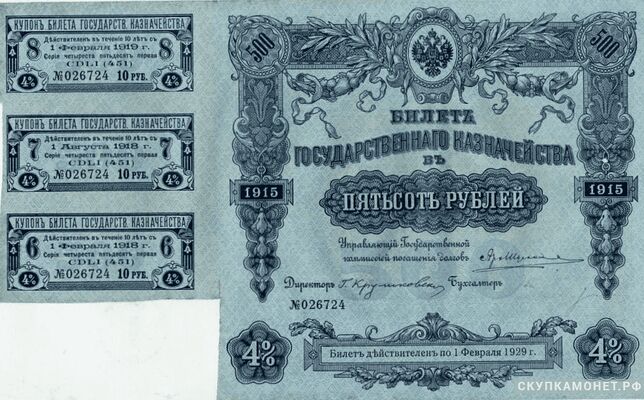 КУПОНЪ БИЛЕТА ГОСУДАРСТВ. КАЗНАЧЕЙСТВА
8 Дѣйствителенъ въ теченіе 10 лѣтъ съ 8
1 Февраля 1919 г.
Серія четыреста пятьдесятъ первая
CDLI (451)
4% №026724 10 РУБ. 4%
КУПОНЪ БИЛЕТА ГОСУДАРСТВ. КАЗНАЧЕЙСТВА
7 Дѣйствителенъ въ теченіе 10 лѣтъ съ 7
1 Августа 1918 г.
Серія четыреста пятьдесятъ первая
CDLI (451)
4% №026724 10 РУБ. 4%
КУПОНЪ БИЛЕТА ГОСУДАРСТВ. КАЗНАЧЕЙСТВА
6 Дѣйствителенъ въ теченіе 10 лѣтъ съ 6
1 Февраля 1918 г.
Серія четыреста пятьдесятъ первая
CDLI (451)
4% №026724 10 РУБ. 4%
500 500
БИЛЕТЪ
ГОСУДАРСТВЕННАГО КАЗНАЧЕЙСТВА
ВЪ
1915 ПЯТЬСОТЪ РУБЛЕЙ 1915
Управляющій Государственной
коммиссіей погашенія долговъ
Директоръ Бухгалтеръ
№026724
4% Билетъ дѣйствителенъ по 1 Февраля 1929 г. 4%
СКУПКАМОНЕТ.РФ